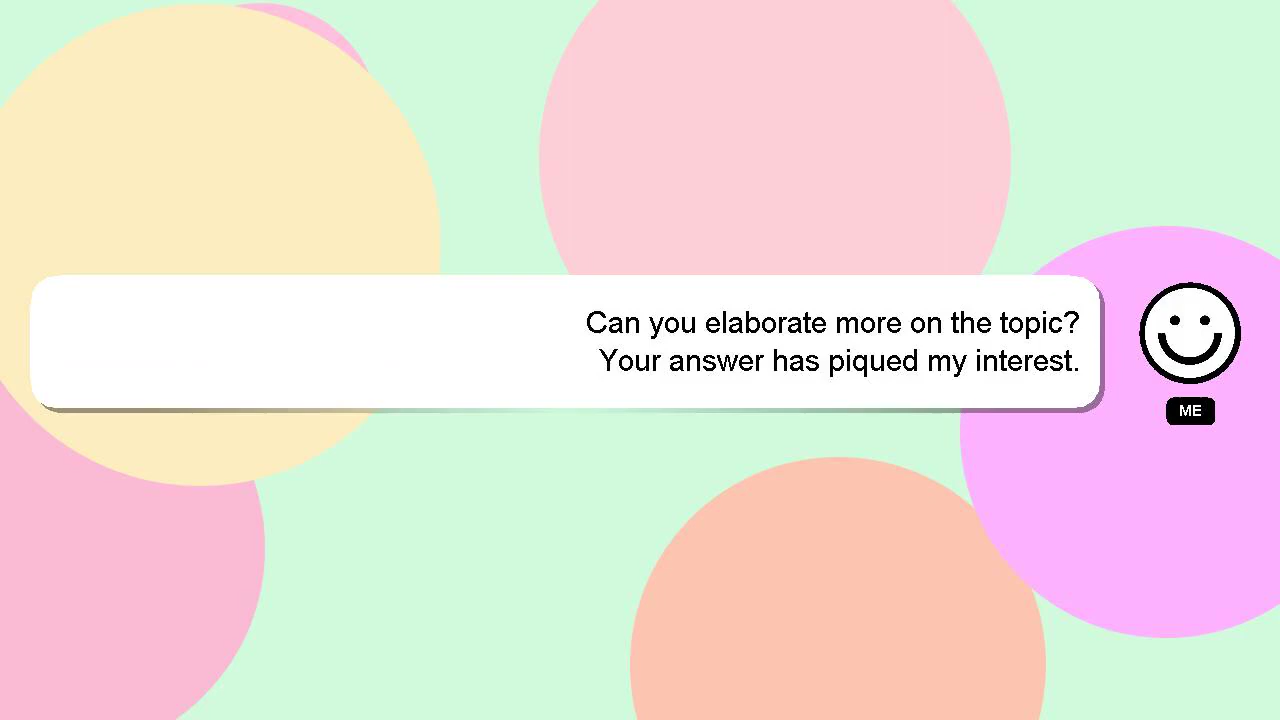 Can you elaborate more on the topic?
Your answer has piqued my interest.
ME